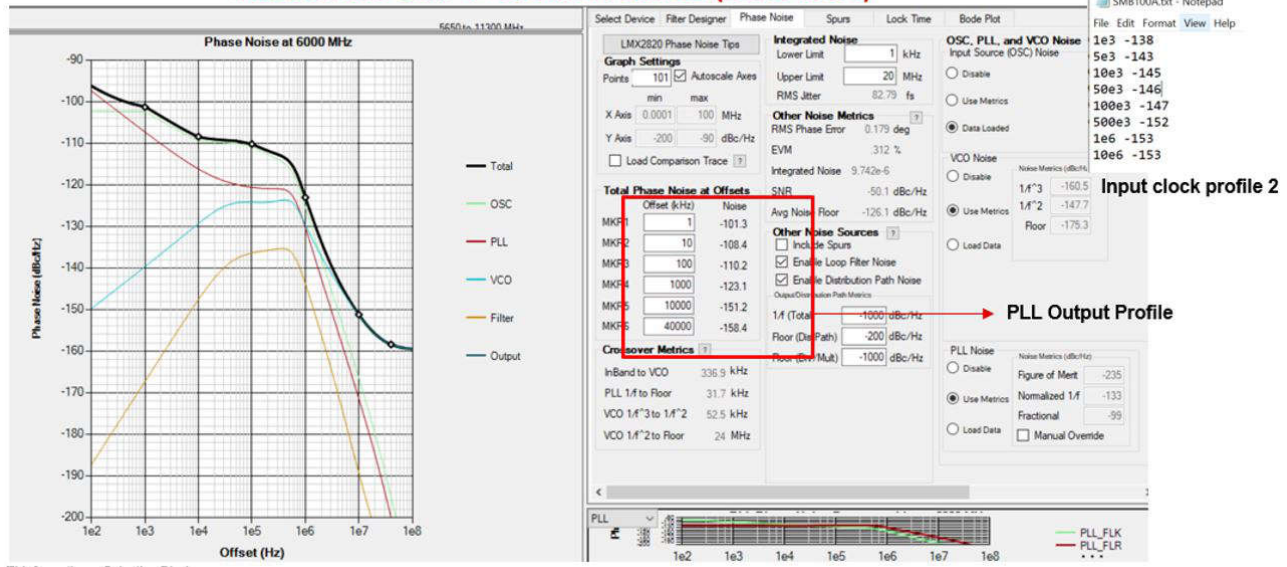 5650 to 11300 MHz
Phase Noise at 6000 MHz
-90
-100
-110
-120
-130
-140
-150
-160
-170
-180
-190
-200
Phase Noise (dBc/Hz)
1e2 1e3 1e4 1e5 1e6 1e7 1e8
Offset (Hz)
Total
OSC
PLL
VCO
Filter
Output
Select Device Filter Designer Phase Noise Spurs Lock Time Bode Plot
LMX2820 Phase Noise Tips
Graph Settings
Points 101 Autoscale Axes
min max
X Axis 0.0001 100 MHz
Y Axis -200 -90 dBc/Hz
Load Comparison Trace ?
Total Phase Noise at Offsets
Offset (kHz) Noise
MKR1 1 -101.3
MKR2 10 -108.4
MKR3 100 -110.2
MKR4 1000 -123.1
MKR5 10000 -151.2
MKR6 40000 -158.4
Crossover Metrics ?
InBand to VCO 336.9 kHz
PLL 1/f to Floor 31.7 kHz
VCO 1/f^3 to 1/f^2 52.5 kHz
VCO 1/f^2 to Floor 24 MHz
Integrated Noise
Lower Limit 1 kHz
Upper Limit 20 MHz
RMS Jitter 82.79 fs
Other Noise Metrics ?
RMS Phase Error 0.179 deg
EVM .312 %
Integrated Noise 9.742e-6
SNR -50.1 dBc/Hz
Avg Noise Floor -126.1 dBc/Hz
Other Noise Sources ?
Include Spurs
Enable Loop Filter Noise
Enable Distribution Path Noise
Output/Distribution Path Metrics
1/f (Total -1000 dBc/Hz
Floor (Dist Path) -200 dBc/Hz
Floor (Div/Mult) -1000 dBc/Hz
OSC, PLL, and VCO Noise
Input Source (OSC) Noise
Disable
Use Metrics
Data Loaded
VCO Noise
Disable
Use Metrics
Load Data
Noise Metrics (dBc/Hz)
1/f^3 -160.5
1/f^2 -147.7
Floor -175.3
PLL Noise
Disable
Use Metrics
Load Data
Noise Metrics (dBc/Hz)
Figure of Merit -235
Normalized 1/f -133
Fractional -99
Manual Override
SMB100A.txt - Notepad
File Edit Format View Help
1e3 -138
5e3 -143
10e3 -145
50e3 -146
100e3 -147
500e3 -152
1e6 -153
10e6 -153
Input clock profile 2
PLL Output Profile
PLL
1e2 1e3 1e4 1e5 1e6 1e7 1e8
PLL_FLK
PLL_FLR